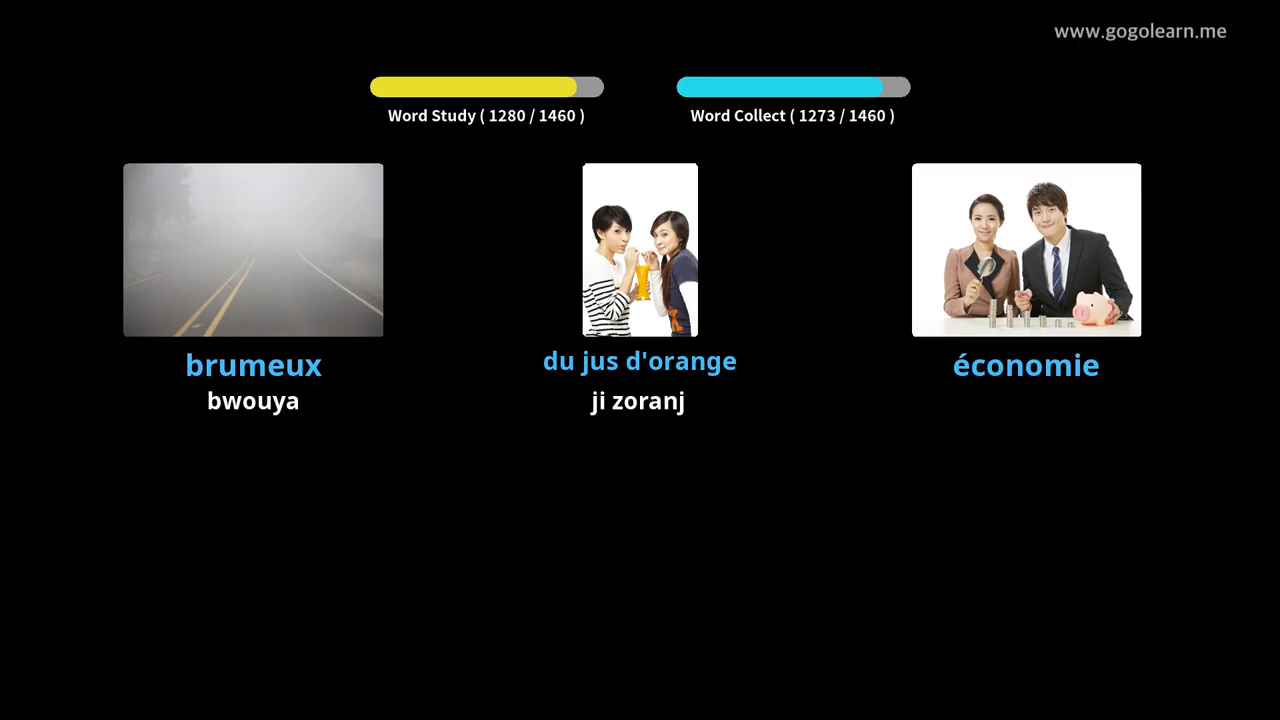 www.gogolearn.me
Word Study ( 1280 / 1460 )
Word Collect ( 1273 / 1460 )
brumeux
du jus d'orange
économie
bwouya
ji zoranj